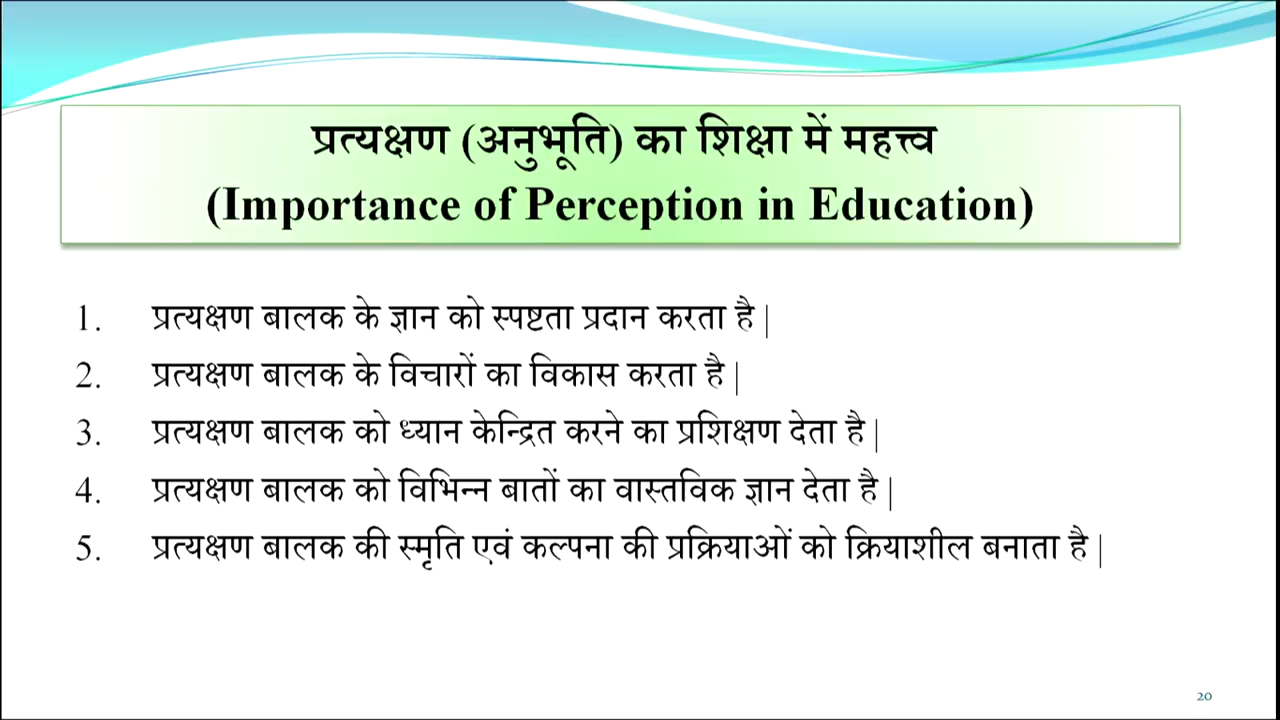 प्रत्यक्षण (अनुभूति) का शिक्षा में महत्त्व
(Importance of Perception in Education)
1. प्रत्यक्षण बालक के ज्ञान को स्पष्टता प्रदान करता है |
2. प्रत्यक्षण बालक के विचारों का विकास करता है |
3. प्रत्यक्षण बालक को ध्यान केन्द्रित करने का प्रशिक्षण देता है |
4. प्रत्यक्षण बालक को विभिन्न बातों का वास्तविक ज्ञान देता है |
5. प्रत्यक्षण बालक की स्मृति एवं कल्पना की प्रक्रियाओं को क्रियाशील बनाता है |
20